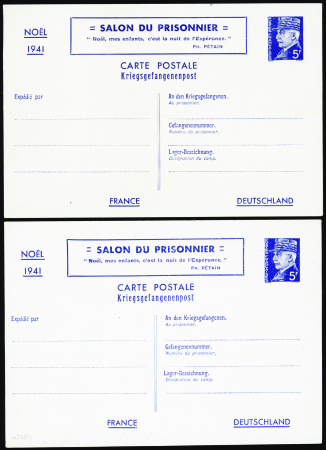 NOËL
1941
= SALON DU PRISONNIER =
"Noël, mes enfants, c'est la nuit de l'Espérance."
PH. PÉTAIN
5F
CARTE POSTALE
Kriegsgefangenenpost
Expédié par
An den Kriegsgefangenen.
Au prisonnier.
Gefangenennummer.
Numéro du prisonnier.
Lager-Bezeichnung.
Désignation du camp.
FRANCE
DEUTSCHLAND
NOËL
1941
= SALON DU PRISONNIER =
"Noël, mes enfants, c'est la nuit de l'Espérance."
PH. PÉTAIN
5F
CARTE POSTALE
Kriegsgefangenenpost
Expédié par
An den Kriegsgefangenen.
Au prisonnier.
Gefangenennummer.
Numéro du prisonnier.
Lager-Bezeichnung.
Désignation du camp.
FRANCE
DEUTSCHLAND